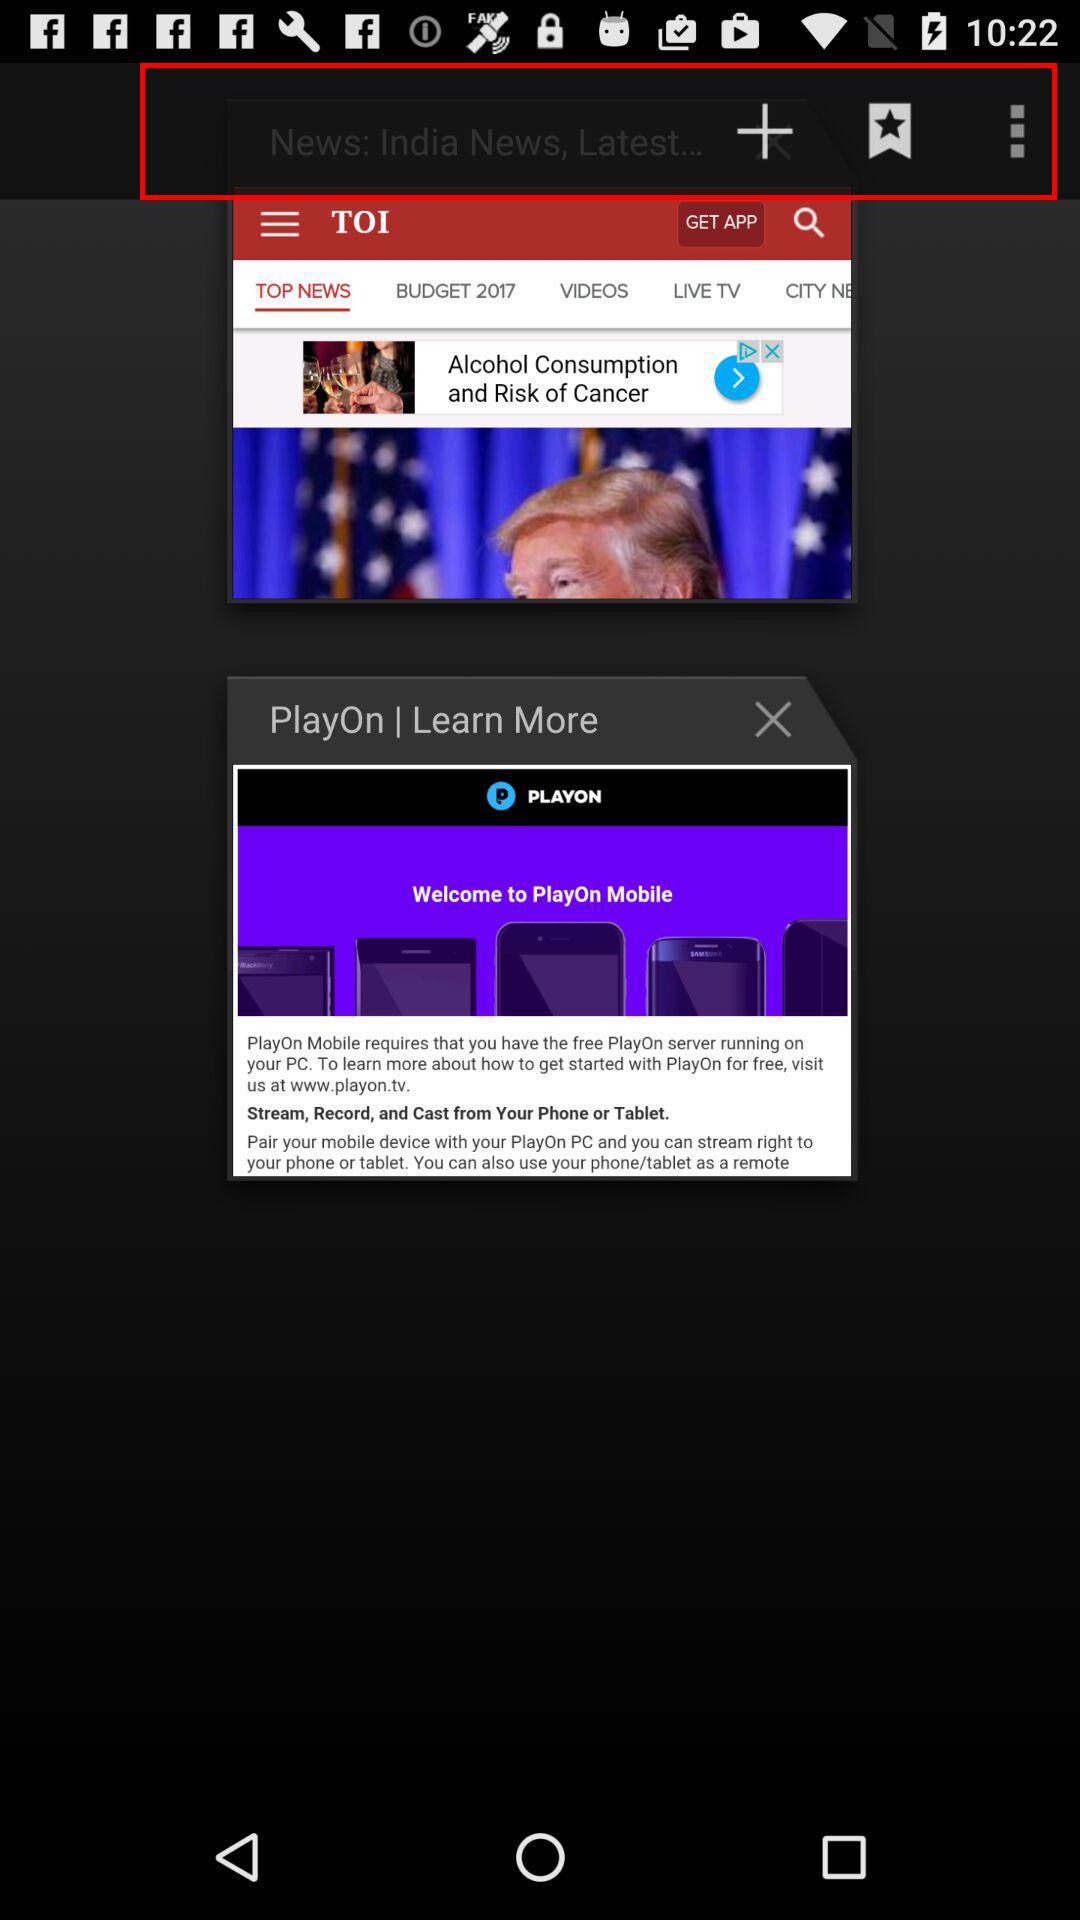 FAKE
10:22
News: India News, Latest...
TOI
GET APP
TOP NEWS BUDGET 2017 VIDEOS LIVE TV CITY NE
Alcohol Consumption
and Risk of Cancer
PlayOn | Learn More
PLAYON
Welcome to PlayOn Mobile
BlackBerry
SAMSUNG
PlayOn Mobile requires that you have the free PlayOn server running on
your PC. To learn more about how to get started with PlayOn for free, visit
us at www.playon.tv.
Stream, Record, and Cast from Your Phone or Tablet.
Pair your mobile device with your PlayOn PC and you can stream right to
your phone or tablet. You can also use your phone/tablet as a remote